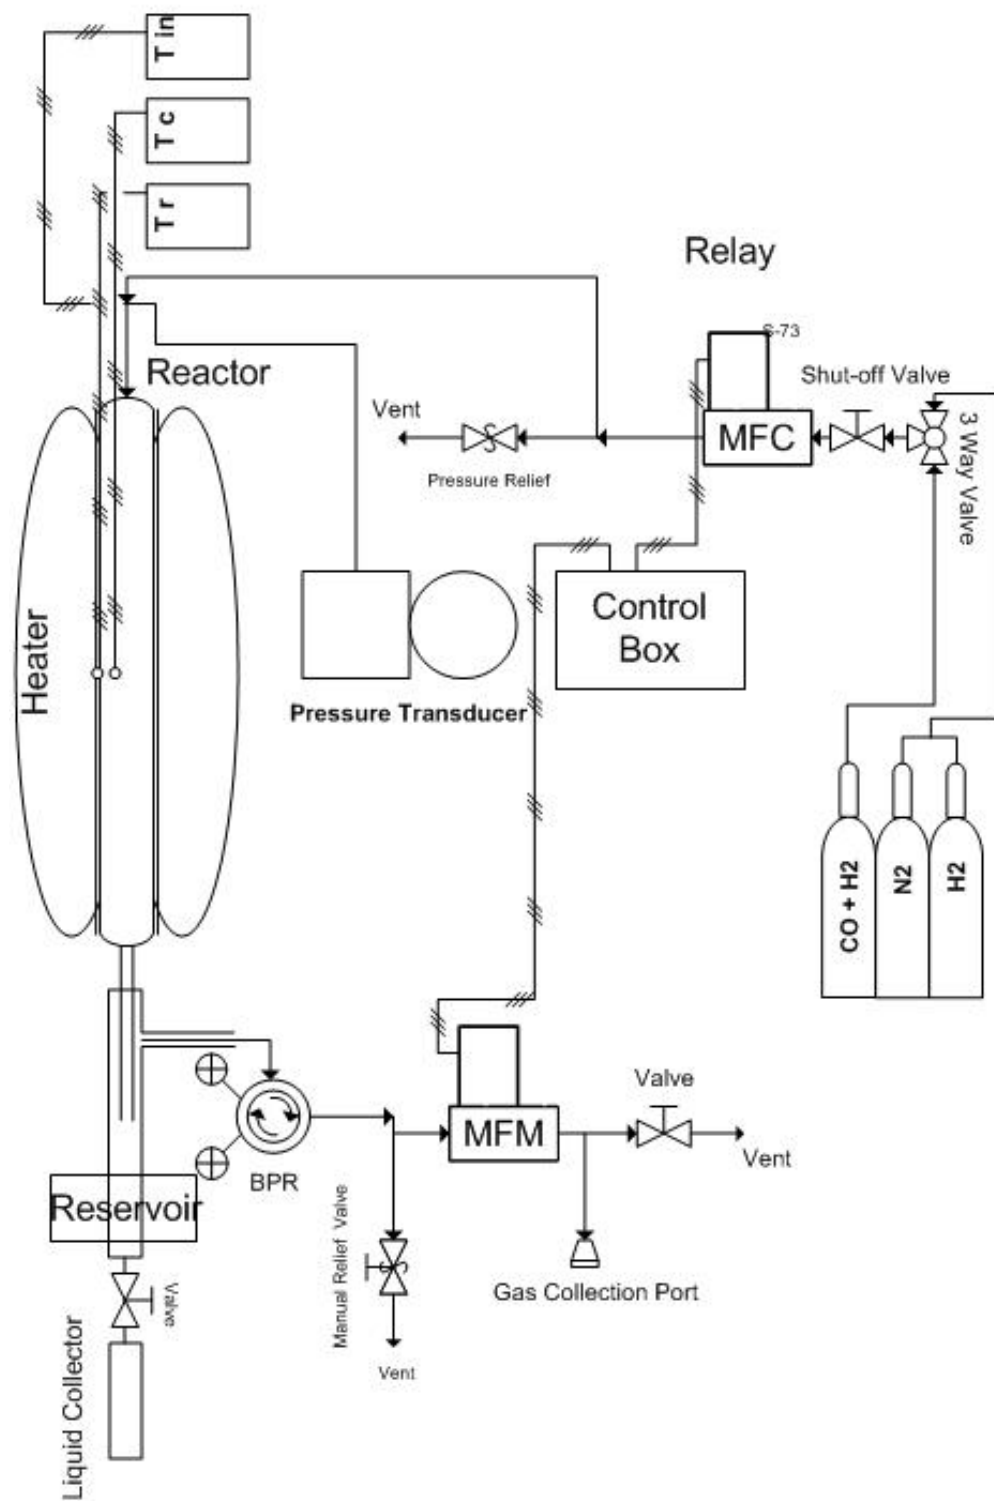 T in
T c
T r
Relay
S-73
Shut-off Valve
Reactor
Vent
MFC
3 Way Valve
Pressure Relief
Control
Box
Heater
Pressure Transducer
CO + H2
N2
H2
Valve
MFM
Vent
BPR
Reservoir
Manual Relief Valve
Valve
Gas Collection Port
Vent
Liquid Collector